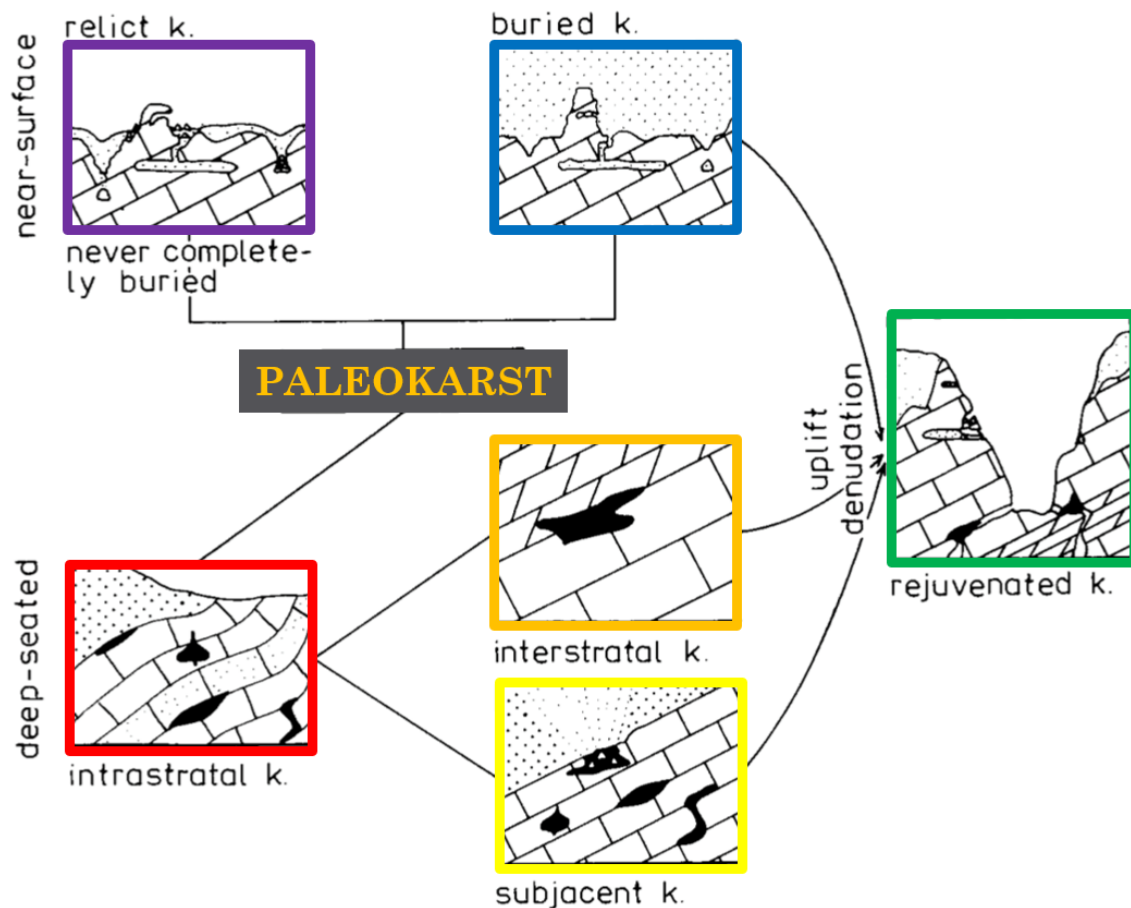 near-surface
relict k.
never complete-
ly buried
buried k.
PALEOKARST
uplift
denudation
rejuvenated k.
deep-seated
intrastratal k.
interstratal k.
subjacent k.